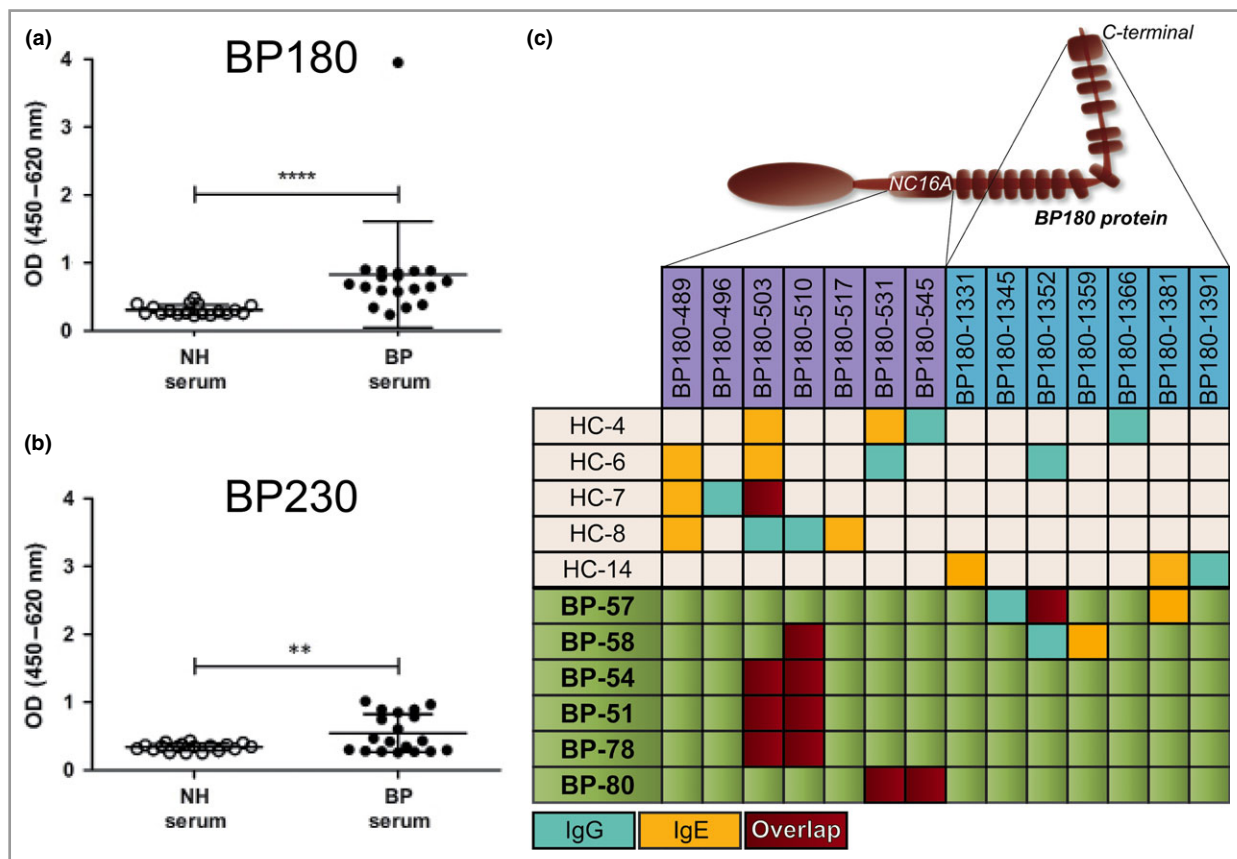 (a)
BP180
4
3
2
1
0
OD (450–620 nm)
****
NH
serum
BP
serum
(b)
BP230
4
3
2
1
0
OD (450–620 nm)
**
NH
serum
BP
serum
(c)
C-terminal
NC16A
BP180 protein
BP180-489
BP180-496
BP180-503
BP180-510
BP180-517
BP180-531
BP180-545
BP180-1331
BP180-1345
BP180-1352
BP180-1359
BP180-1366
BP180-1381
BP180-1391
HC-4
HC-6
HC-7
HC-8
HC-14
BP-57
BP-58
BP-54
BP-51
BP-78
BP-80
IgG
IgE
Overlap